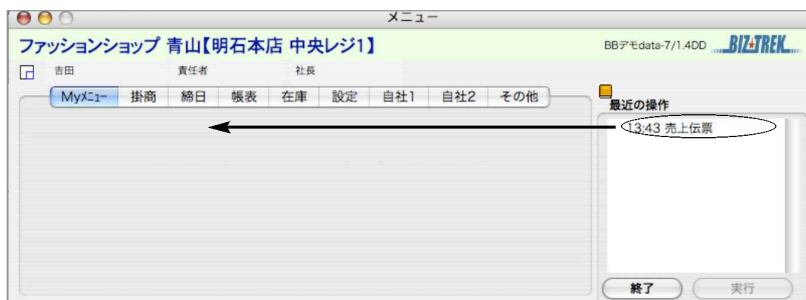 メニュー
ファッションショップ 青山【明石本店 中央レジ1】
BBデモdata-7/1.4DD BIZ★TREK
吉田 責任者 社長
Myメニュー 掛商 締日 帳表 在庫 設定 自社1 自社2 その他
最近の操作
13:43 売上伝票
終了 実行